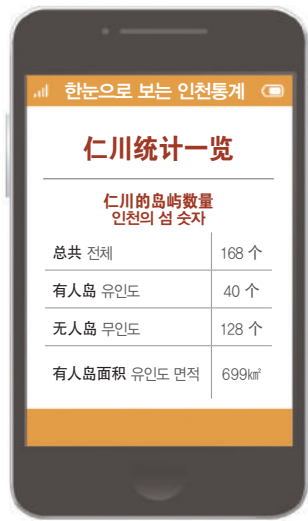 한눈으로 보는 인천통계
仁川统计一览
仁川的岛屿数量
인천의 섬 숫자
总共 전체 168 个
有人岛 유인도 40 个
无人岛 무인도 128 个
有人岛面积 유인도 면적 699㎢